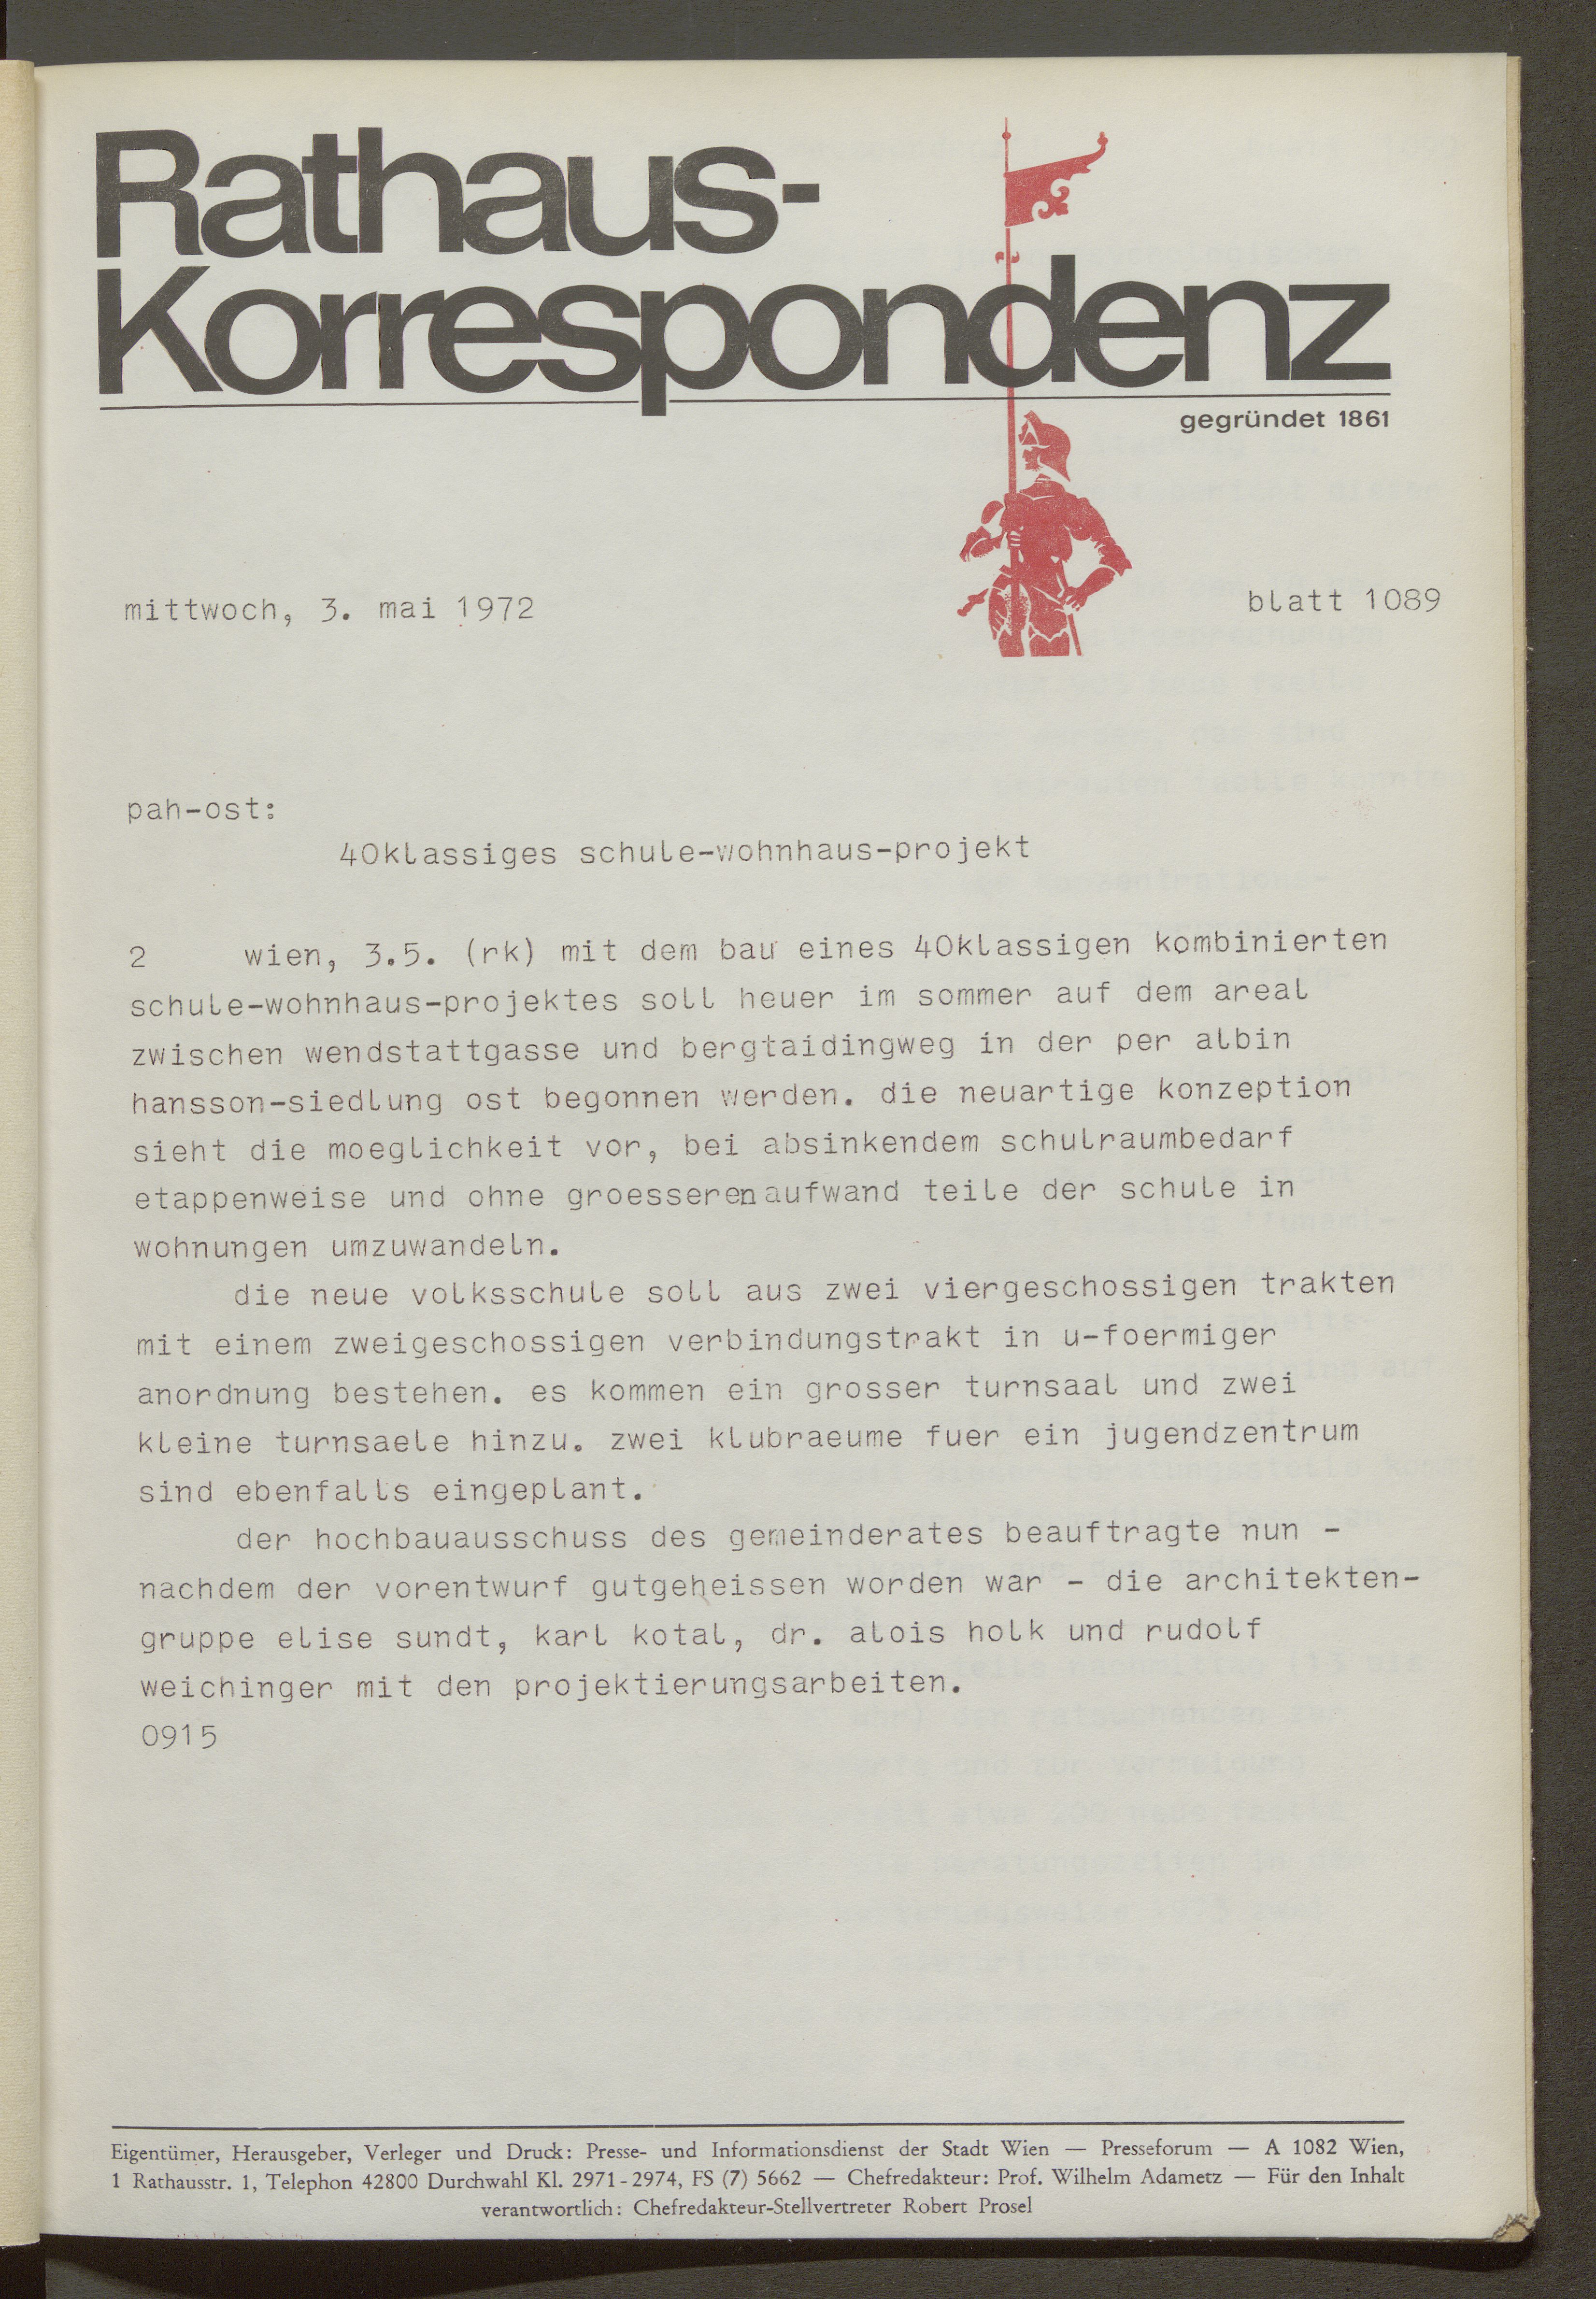 Rathaus-
Korrespondenz
gegründet 1861
mittwoch, 3. mai 1972 blatt 1089
pah-ost:
40klassiges schule-wohnhaus-projekt
2 wien, 3.5. (rk) mit dem bau eines 40klassigen kombinierten
schule-wohnhaus-projektes soll heuer im sommer auf dem areal
zwischen wendstattgasse und bergtaidingweg in der per albin
hansson-siedlung ost begonnen werden. die neuartige konzeption
sieht die moeglichkeit vor, bei absinkendem schulraumbedarf
etappenweise und ohne groesseren aufwand teile der schule in
wohnungen umzuwandeln.
die neue volksschule soll aus zwei viergeschossigen trakten
mit einem zweigeschossigen verbindungstrakt in u-foermiger
anordnung bestehen. es kommen ein grosser turnsaal und zwei
kleine turnsaele hinzu. zwei klubraeume fuer ein jugendzentrum
sind ebenfalls eingeplant.
der hochbauausschuss des gemeinderates beauftragte nun -
nachdem der vorentwurf gutgeheissen worden war - die architekten-
gruppe elise sundt, karl kotal, dr. alois holk und rudolf
weichinger mit den projektierungsarbeiten.
0915
Eigentümer, Herausgeber, Verleger und Druck: Presse- und Informationsdienst der Stadt Wien — Presseforum — A 1082 Wien,
1 Rathausstr. 1, Telephon 42800 Durchwahl Kl. 2971-2974, FS (7) 5662 — Chefredakteur: Prof. Wilhelm Adametz — Für den Inhalt
verantwortlich: Chefredakteur-Stellvertreter Robert Prosel